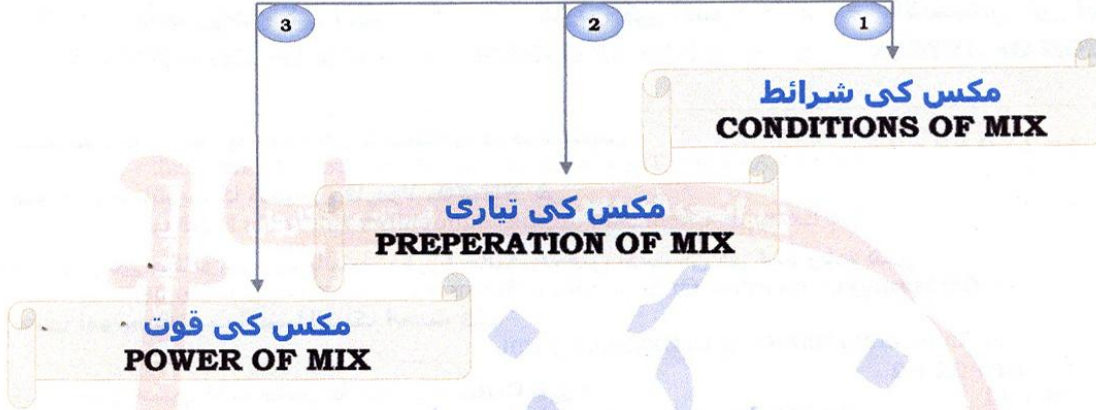 1
مکس کی شرائط
CONDITIONS OF MIX
2
مکس کی تیاری
PREPERATION OF MIX
3
مکس کی قوت
POWER OF MIX